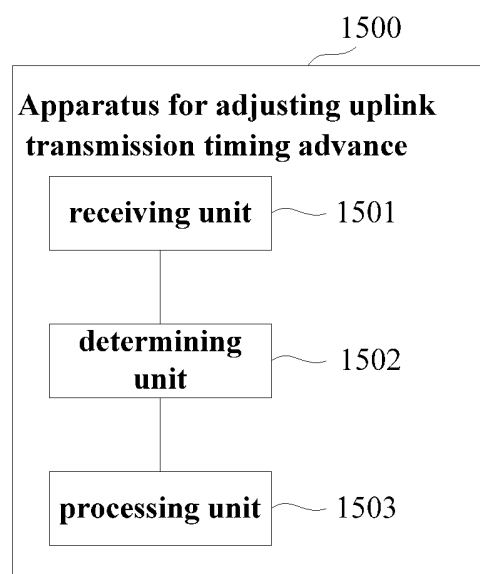 1500
Apparatus for adjusting uplink
transmission timing advance
receiving unit
1501
determining
unit
1502
processing unit
1503